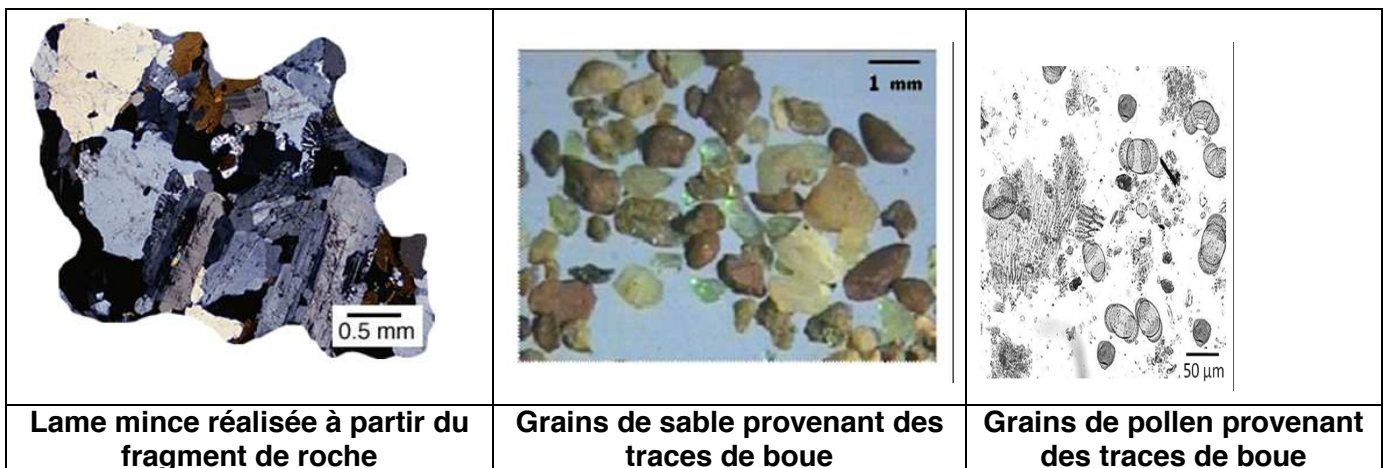 0.5 mm
1 mm
50 µm
Lame mince réalisée à partir du
fragment de roche
Grains de sable provenant des
traces de boue
Grains de pollen provenant
des traces de boue